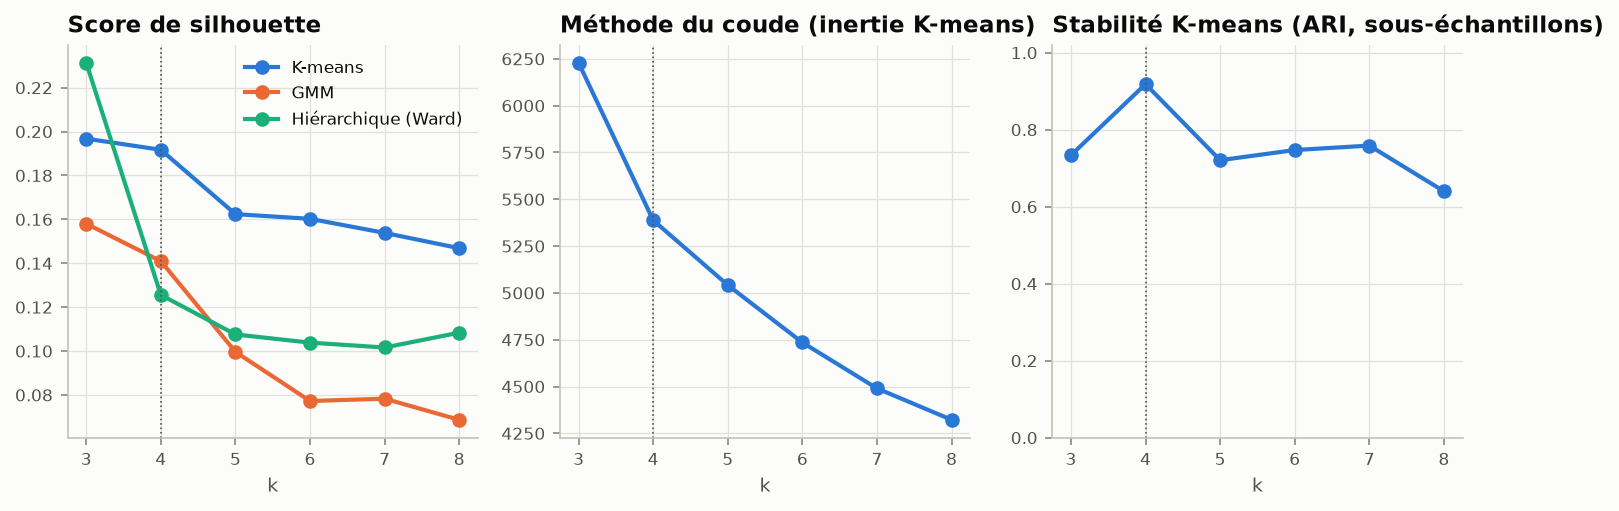 Score de silhouette
K-means
GMM
Hiérarchique (Ward)
0.22
0.20
0.18
0.16
0.14
0.12
0.10
0.08
3 4 5 6 7 8
k
Méthode du coude (inertie K-means)
6250
6000
5750
5500
5250
5000
4750
4500
4250
3 4 5 6 7 8
k
Stabilité K-means (ARI, sous-échantillons)
1.0
0.8
0.6
0.4
0.2
0.0
3 4 5 6 7 8
k